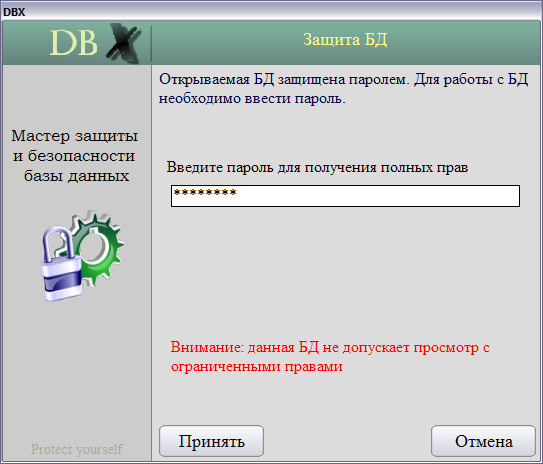 DBX
DB X
Защита БД
Открываемая БД защищена паролем. Для работы с БД
необходимо ввести пароль.
Мастер защиты
и безопасности
базы данных
Введите пароль для получения полных прав
********
Внимание: данная БД не допускает просмотр с
ограниченными правами
Protect yourself
Принять
Отмена